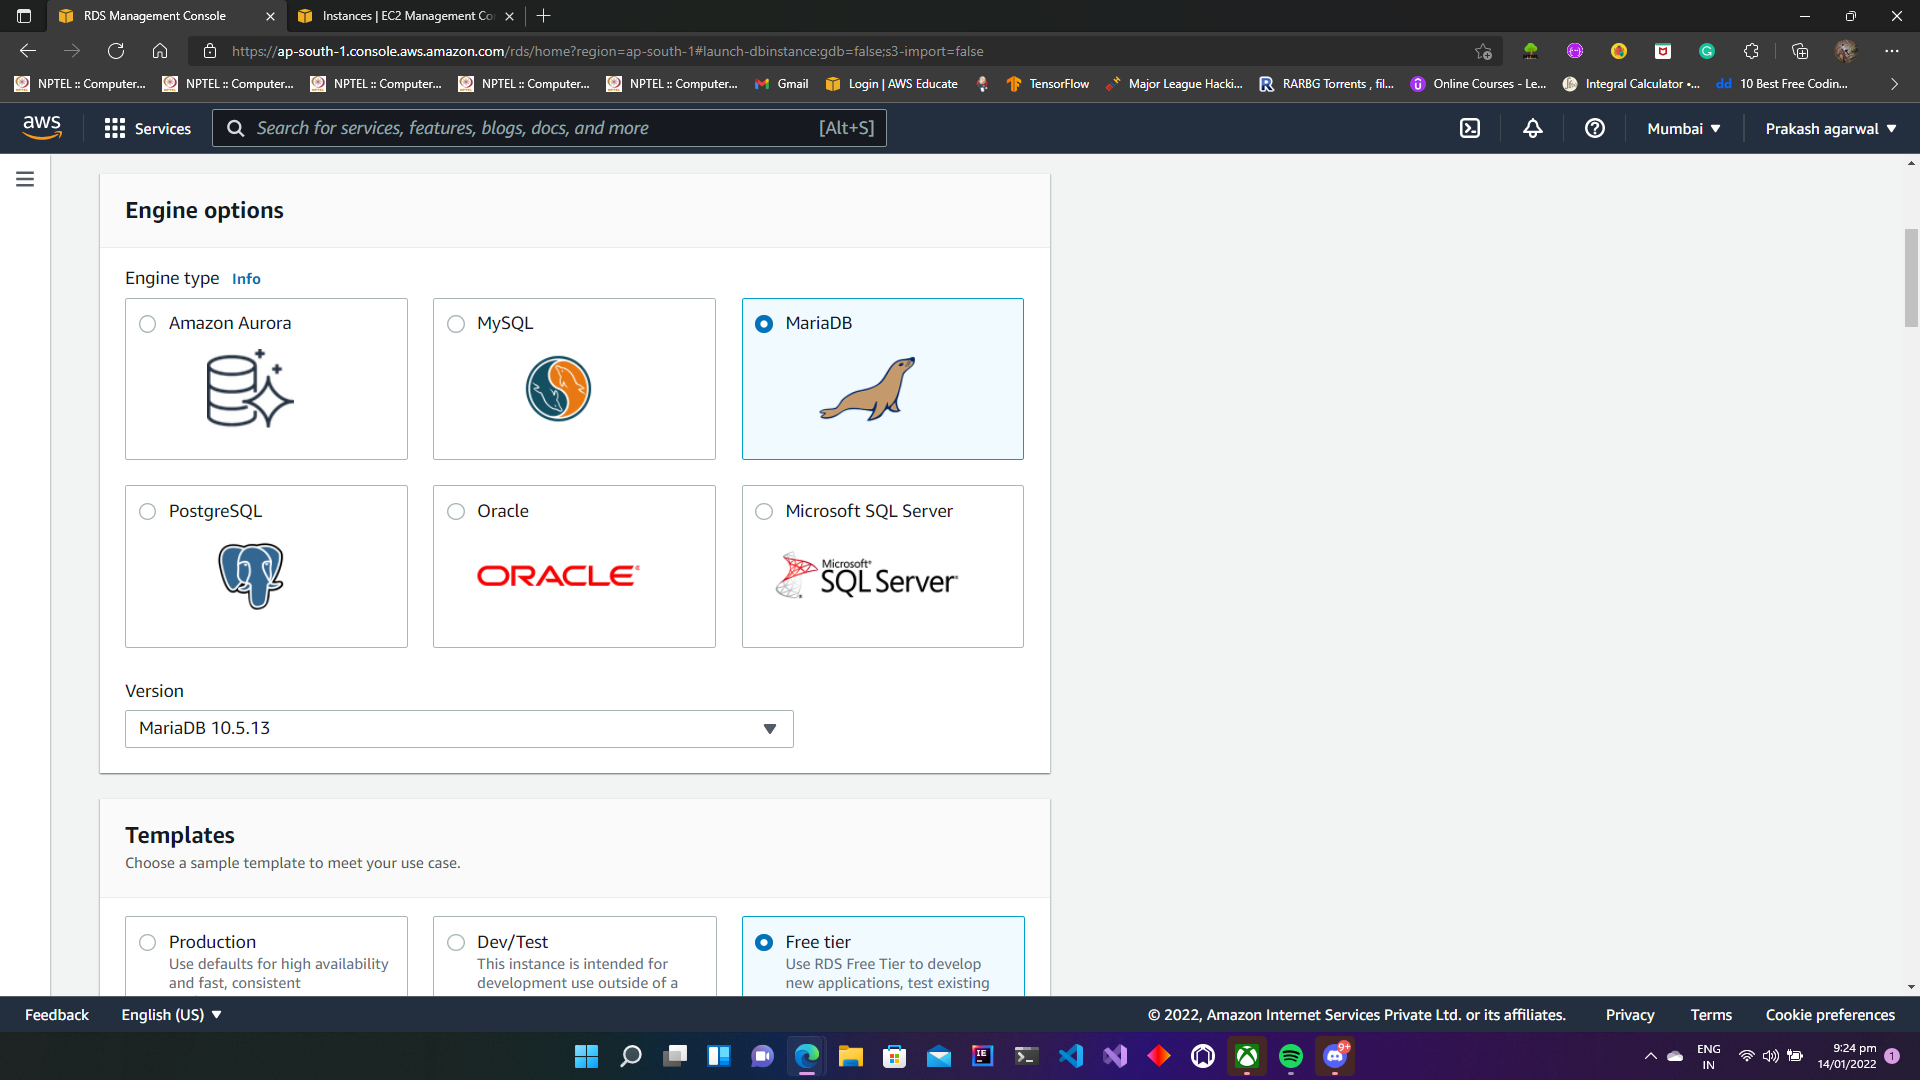 RDS Management Console
Instances | EC2 Management Co
https://ap-south-1.console.aws.amazon.com/rds/home?region=ap-south-1#launch-dbinstance:gdb=false;s3-import=false
NPTEL :: Computer...
NPTEL :: Computer...
NPTEL :: Computer...
NPTEL :: Computer...
NPTEL :: Computer...
Gmail
Login | AWS Educate
TensorFlow
Major League Hacki...
RARBG Torrents , fil...
Online Courses - Le...
Integral Calculator •...
dd 10 Best Free Codin...
aws
Services
Search for services, features, blogs, docs, and more
[Alt+S]
Mumbai
Prakash agarwal
Engine options
Engine type Info
Amazon Aurora
MySQL
MariaDB
PostgreSQL
Oracle
Microsoft SQL Server
ORACLE
Microsoft
SQL Server
Version
MariaDB 10.5.13
Templates
Choose a sample template to meet your use case.
Production
Use defaults for high availability
and fast, consistent
Dev/Test
This instance is intended for
development use outside of a
Free tier
Use RDS Free Tier to develop
new applications, test existing
Feedback
English (US)
© 2022, Amazon Internet Services Private Ltd. or its affiliates.
Privacy
Terms
Cookie preferences
IE
9+
ENG
IN
9:24 pm
14/01/2022
1